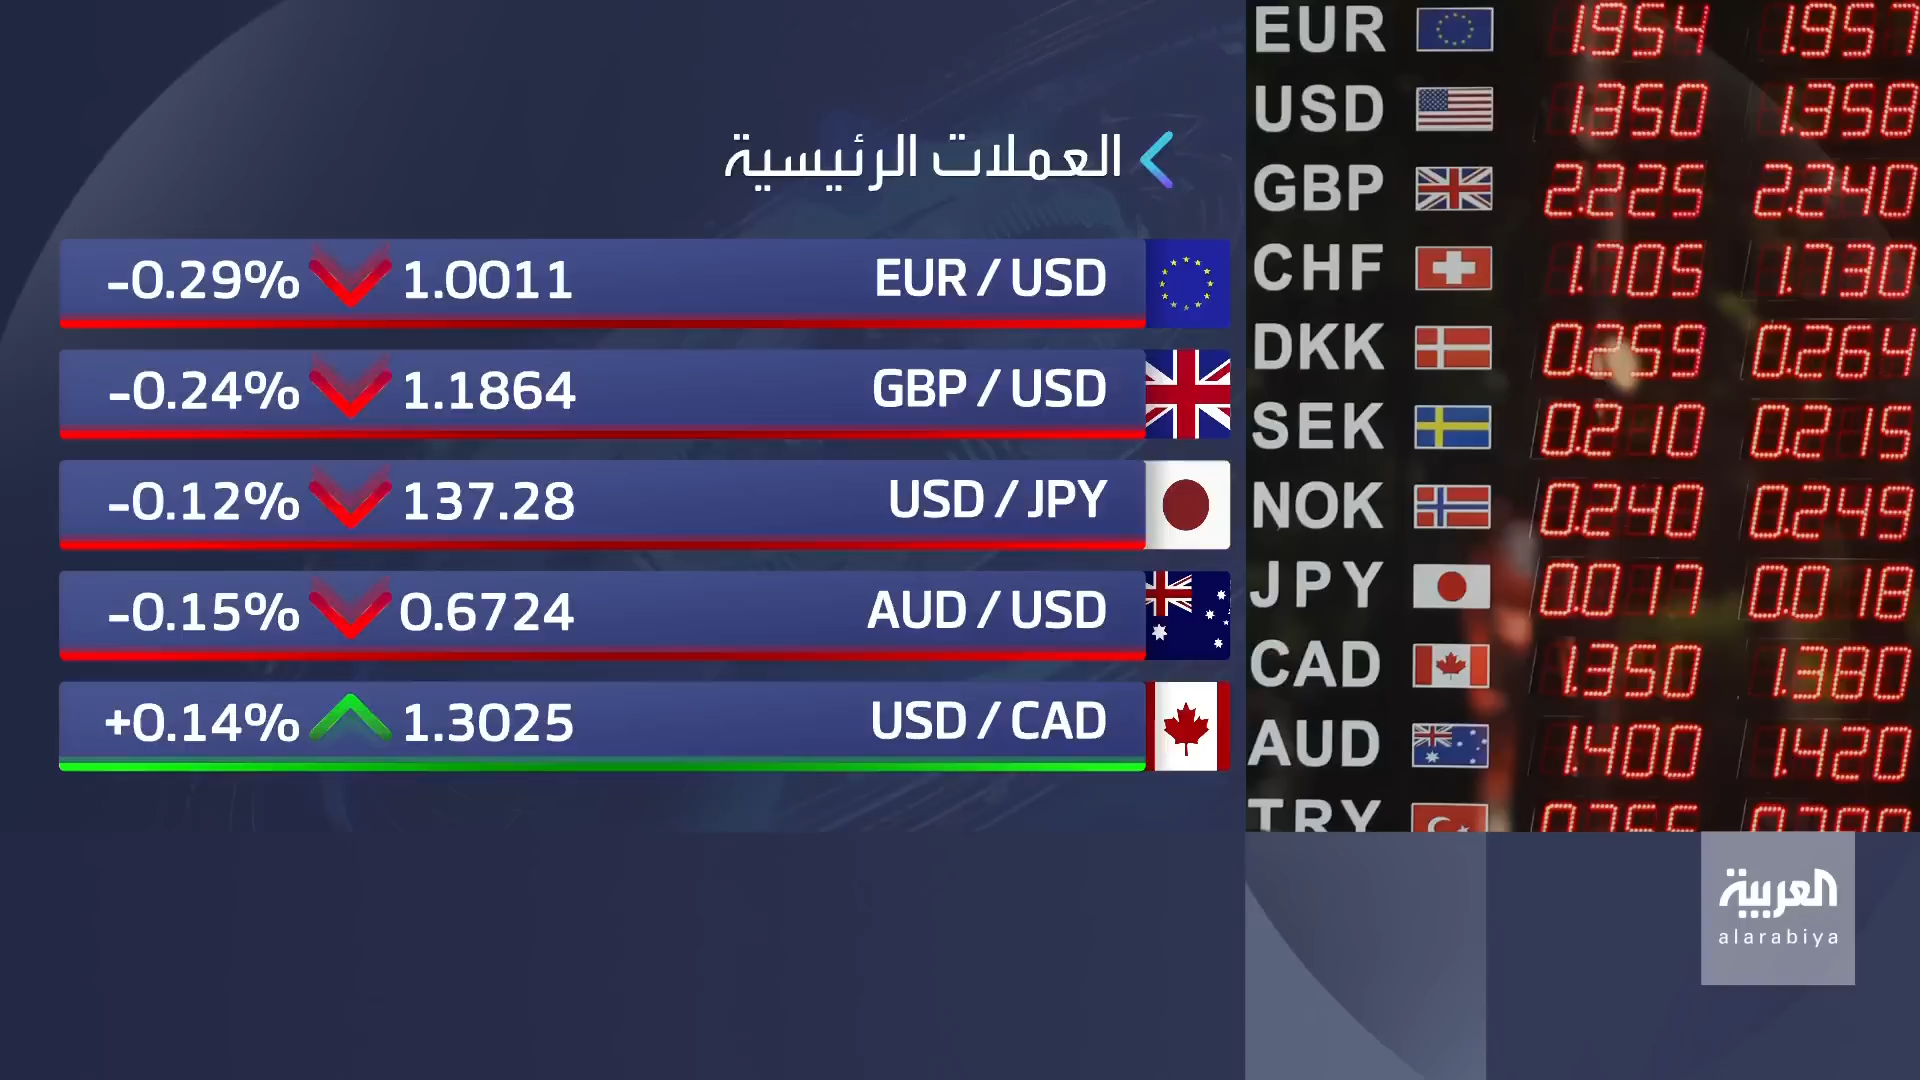 العملات الرئيسية
EUR / USD 1.0011 -0.29%
GBP / USD 1.1864 -0.24%
USD / JPY 137.28 -0.12%
AUD / USD 0.6724 -0.15%
USD / CAD 1.3025 +0.14%
EUR 1.954 1.957
USD 1.350 1.358
GBP 2.225 2.240
CHF 1.705 1.730
DKK 0.259 0.264
SEK 0.210 0.215
NOK 0.240 0.249
JPY 0.017 0.018
CAD 1.350 1.380
AUD 1.400 1.420
TRY
العربية
alarabiya